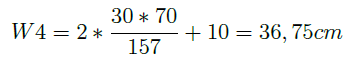 W4 = 2 * \frac{30 * 70}{157} + 10 = 36,75cm